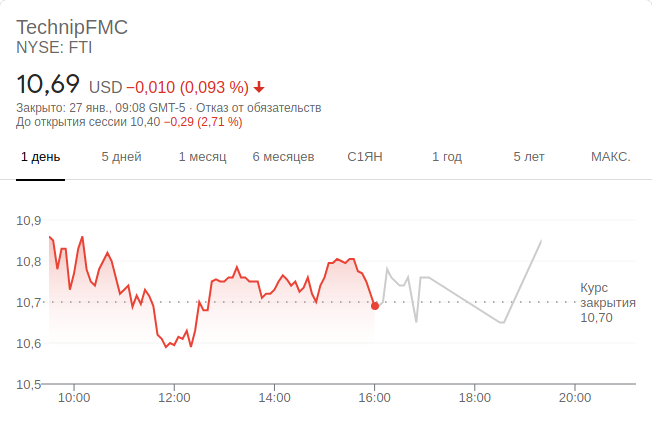 TechnipFMC
NYSE: FTI
10,69 USD −0,010 (0,093 %)
Закрыто: 27 янв., 09:08 GMT-5 · Отказ от обязательств
До открытия сессии 10,40 −0,29 (2,71 %)
1 день 5 дней 1 месяц 6 месяцев С1ЯН 1 год 5 лет МАКС.
10,9
10,8
10,7
10,6
10,5
Курс
закрытия
10,70
10:00 12:00 14:00 16:00 18:00 20:00